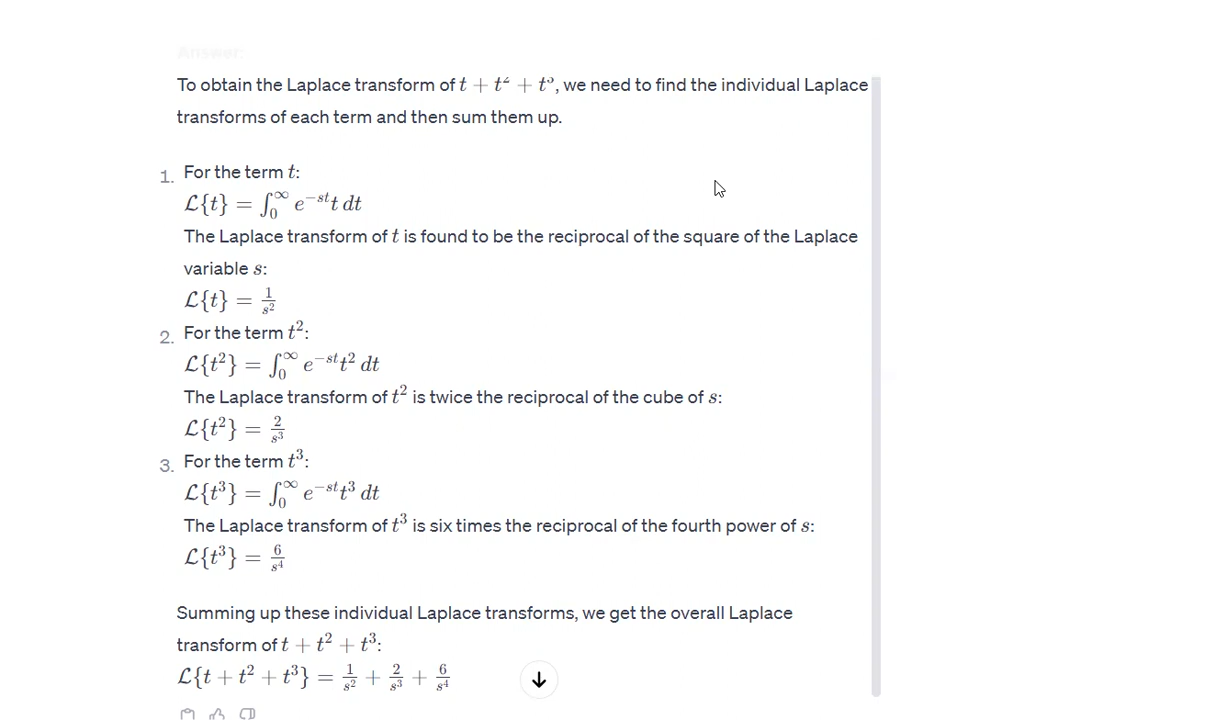 Answer:
To obtain the Laplace transform of t + t² + t³, we need to find the individual Laplace
transforms of each term and then sum them up.
1. For the term t:
ℒ{t} = ∫₀^∞ e^{−st} t dt
The Laplace transform of t is found to be the reciprocal of the square of the Laplace
variable s:
ℒ{t} = 1/s²
2. For the term t²:
ℒ{t²} = ∫₀^∞ e^{−st} t² dt
The Laplace transform of t² is twice the reciprocal of the cube of s:
ℒ{t²} = 2/s³
3. For the term t³:
ℒ{t³} = ∫₀^∞ e^{−st} t³ dt
The Laplace transform of t³ is six times the reciprocal of the fourth power of s:
ℒ{t³} = 6/s⁴
Summing up these individual Laplace transforms, we get the overall Laplace
transform of t + t² + t³:
ℒ{t + t² + t³} = 1/s² + 2/s³ + 6/s⁴